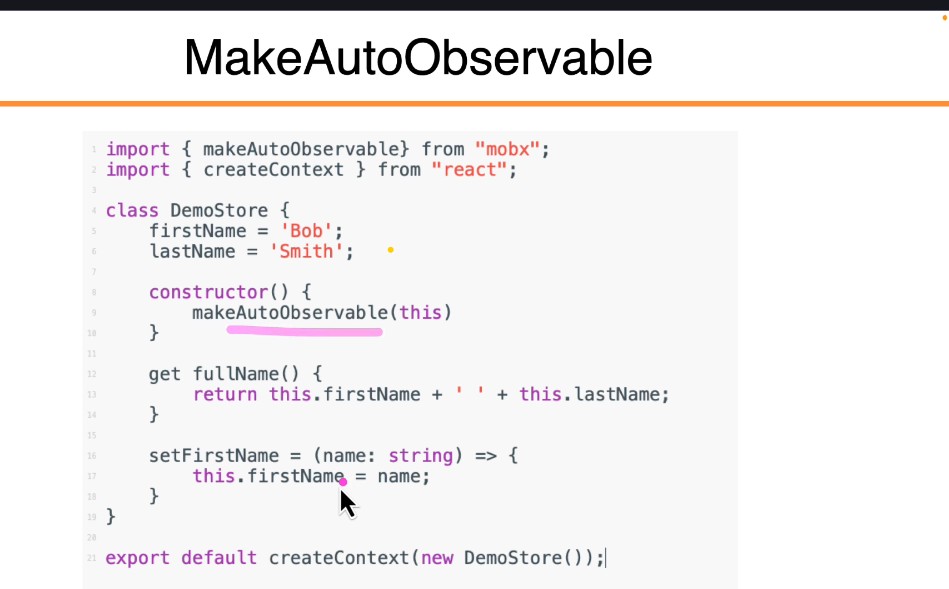 MakeAutoObservable
1 import { makeAutoObservable} from "mobx";
2 import { createContext } from "react";
3
4 class DemoStore {
5     firstName = 'Bob';
6     lastName = 'Smith';
7
8     constructor() {
9         makeAutoObservable(this)
10     }
11
12     get fullName() {
13         return this.firstName + ' ' + this.lastName;
14     }
15
16     setFirstName = (name: string) => {
17         this.firstName = name;
18     }
19 }
20
21 export default createContext(new DemoStore());